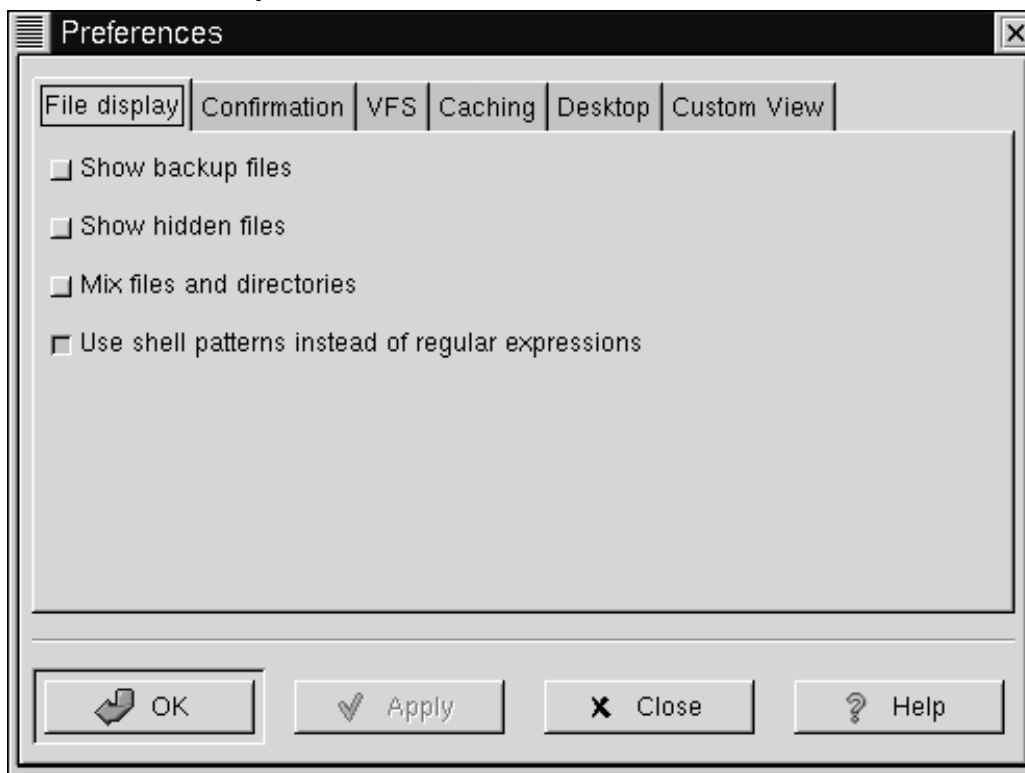 Preferences
File display Confirmation VFS Caching Desktop Custom View
Show backup files
Show hidden files
Mix files and directories
Use shell patterns instead of regular expressions
OK Apply Close Help